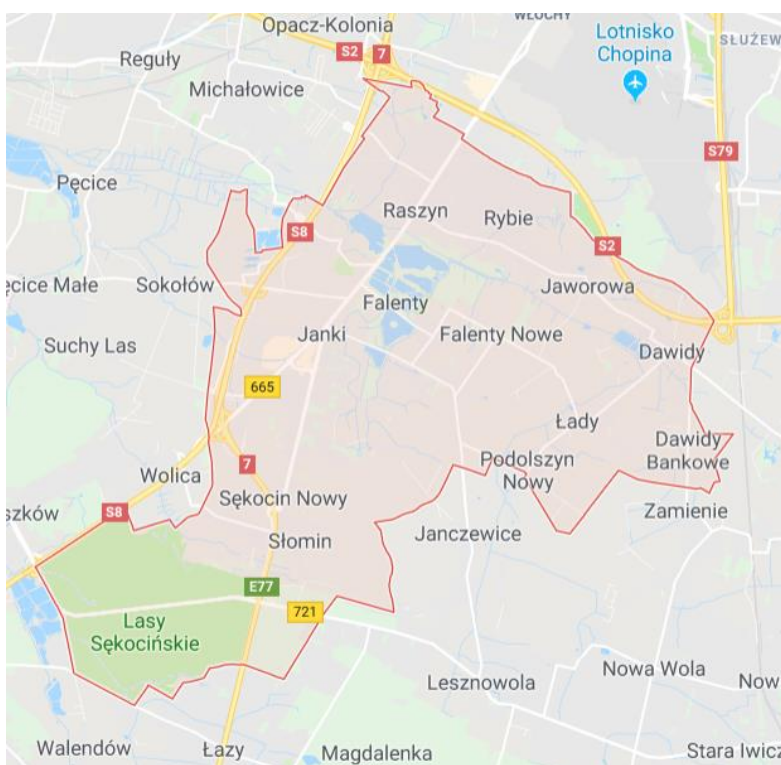 WŁOCHY
Opacz-Kolonia
Lotnisko
Chopina
SŁUŻEW
S2
7
Reguły
Michałowice
S79
Pęcice
Raszyn
Rybie
S8
S2
ęcice Małe
Sokołów
Jaworowa
Falenty
Janki
Falenty Nowe
Suchy Las
Dawidy
665
Łady
Dawidy
Bankowe
Podolszyn
Nowy
7
Wolica
Sękocin Nowy
szków
S8
Zamienie
Słomin
Janczewice
E77
721
Lasy
Sękocińskie
Nowa Wola
Now
Lesznowola
Walendów
Łazy
7
Magdalenka
Stara Iwicz